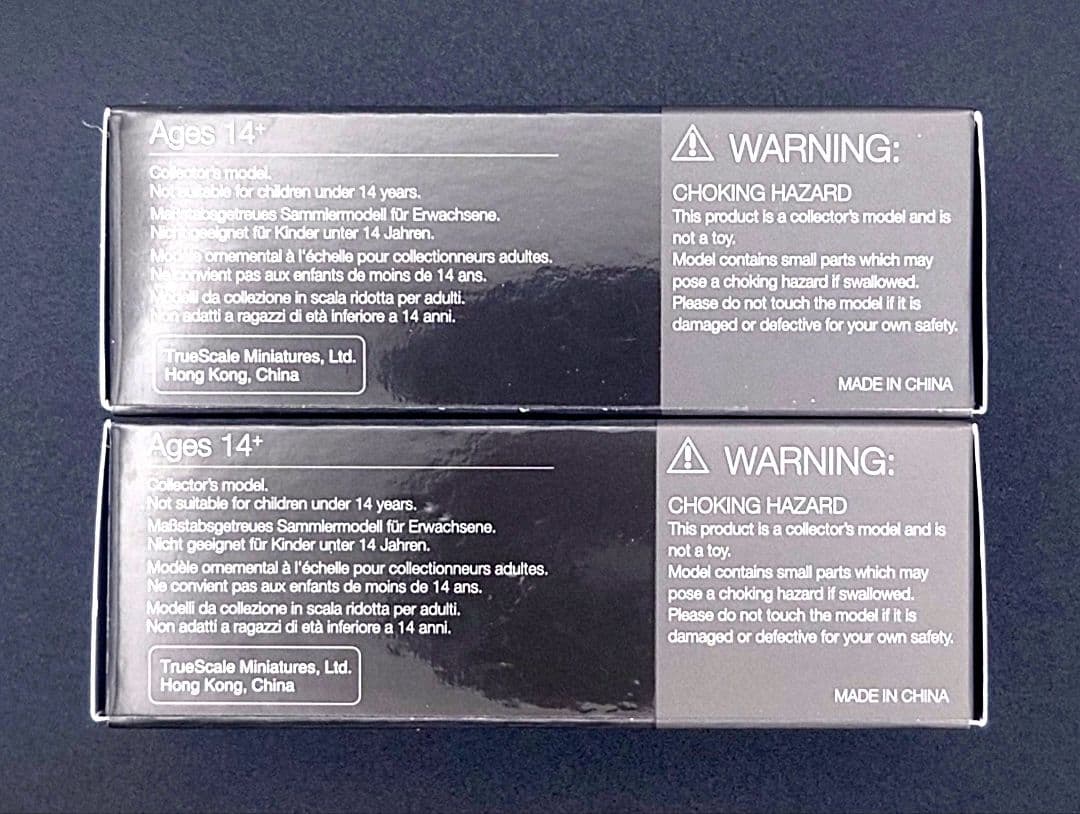 Ages 14+
Collector's model.
Not suitable for children under 14 years.
Maßstabsgetreues Sammlermodell für Erwachsene.
Nicht geeignet für Kinder unter 14 Jahren.
Modèle ornemental à l'échelle pour collectionneurs adultes.
Ne convient pas aux enfants de moins de 14 ans.
Modelli da collezione in scala ridotta per adulti.
Non adatti a ragazzi di età inferiore a 14 anni.
TrueScale Miniatures, Ltd.
Hong Kong, China
WARNING:
CHOKING HAZARD
This product is a collector's model and is
not a toy.
Model contains small parts which may
pose a choking hazard if swallowed.
Please do not touch the model if it is
damaged or defective for your own safety.
MADE IN CHINA
Ages 14+
Collector's model.
Not suitable for children under 14 years.
Maßstabsgetreues Sammlermodell für Erwachsene.
Nicht geeignet für Kinder unter 14 Jahren.
Modèle ornemental à l'échelle pour collectionneurs adultes.
Ne convient pas aux enfants de moins de 14 ans.
Modelli da collezione in scala ridotta per adulti.
Non adatti a ragazzi di età inferiore a 14 anni.
TrueScale Miniatures, Ltd.
Hong Kong, China
WARNING:
CHOKING HAZARD
This product is a collector's model and is
not a toy.
Model contains small parts which may
pose a choking hazard if swallowed.
Please do not touch the model if it is
damaged or defective for your own safety.
MADE IN CHINA